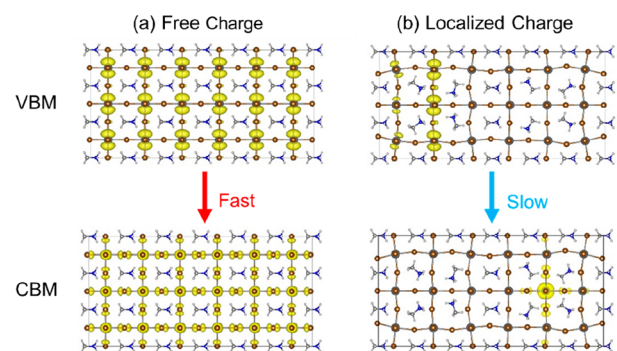 (a) Free Charge
(b) Localized Charge
VBM
Fast
Slow
CBM